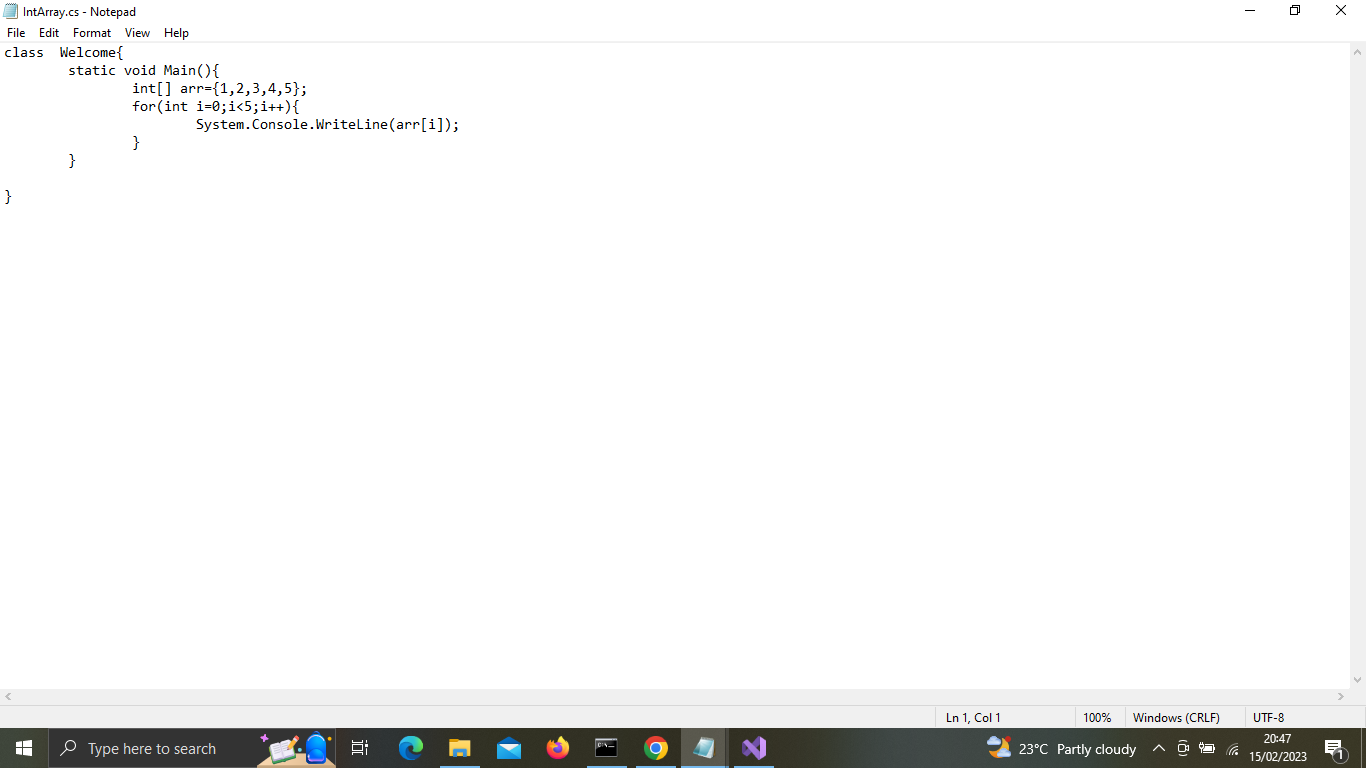 IntArray.cs - Notepad
File Edit Format View Help
class  Welcome{
        static void Main(){
                int[] arr={1,2,3,4,5};
                for(int i=0;i<5;i++){
                        System.Console.WriteLine(arr[i]);
                }
        }

}
Ln 1, Col 1 100% Windows (CRLF) UTF-8
Type here to search 23°C Partly cloudy 20:47
15/02/2023 1